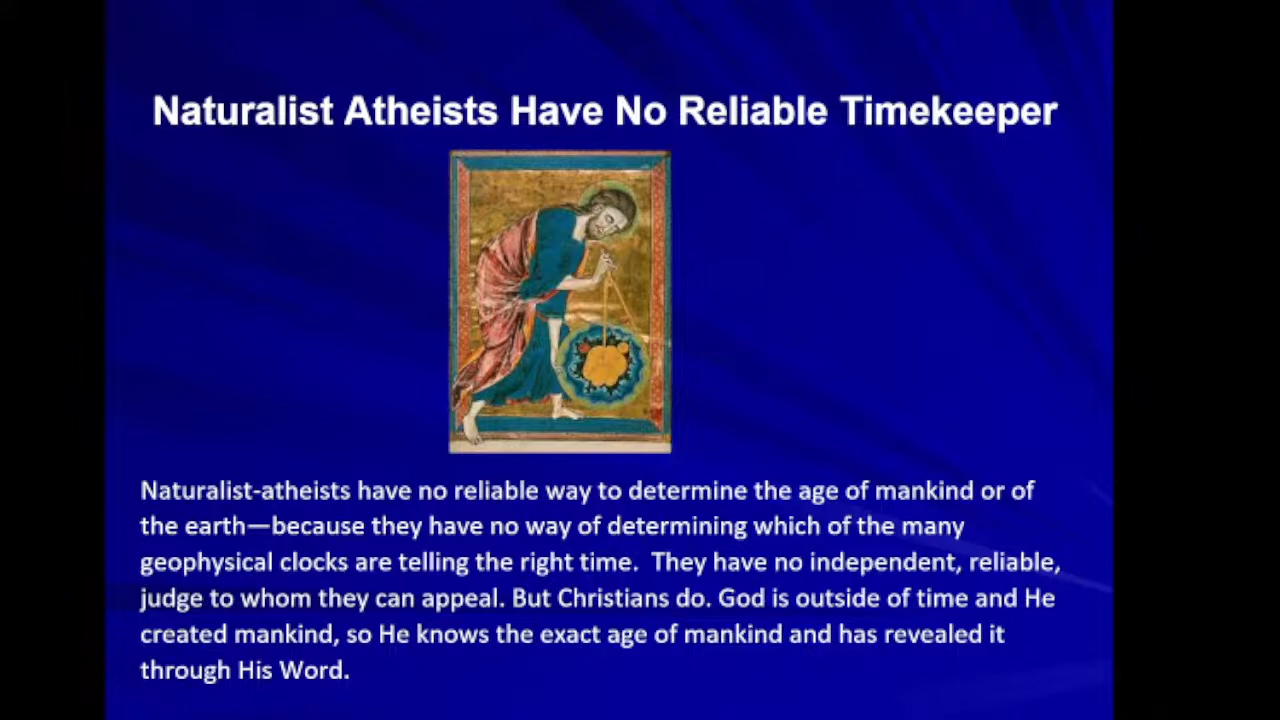 Naturalist Atheists Have No Reliable Timekeeper
Naturalist-atheists have no reliable way to determine the age of mankind or of
the earth—because they have no way of determining which of the many
geophysical clocks are telling the right time.  They have no independent, reliable,
judge to whom they can appeal. But Christians do. God is outside of time and He
created mankind, so He knows the exact age of mankind and has revealed it
through His Word.